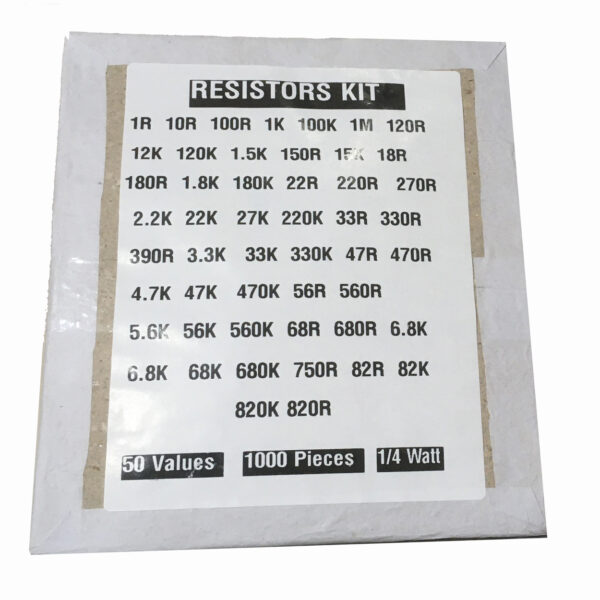 RESISTORS KIT
1R 10R 100R 1K 100K 1M 120R
12K 120K 1.5K 150R 15K 18R
180R 1.8K 180K 22R 220R 270R
2.2K 22K 27K 220K 33R 330R
390R 3.3K 33K 330K 47R 470R
4.7K 47K 470K 56R 560R
5.6K 56K 560K 68R 680R 6.8K
6.8K 68K 680K 750R 82R 82K
820K 820R
50 Values 1000 Pieces 1/4 Watt